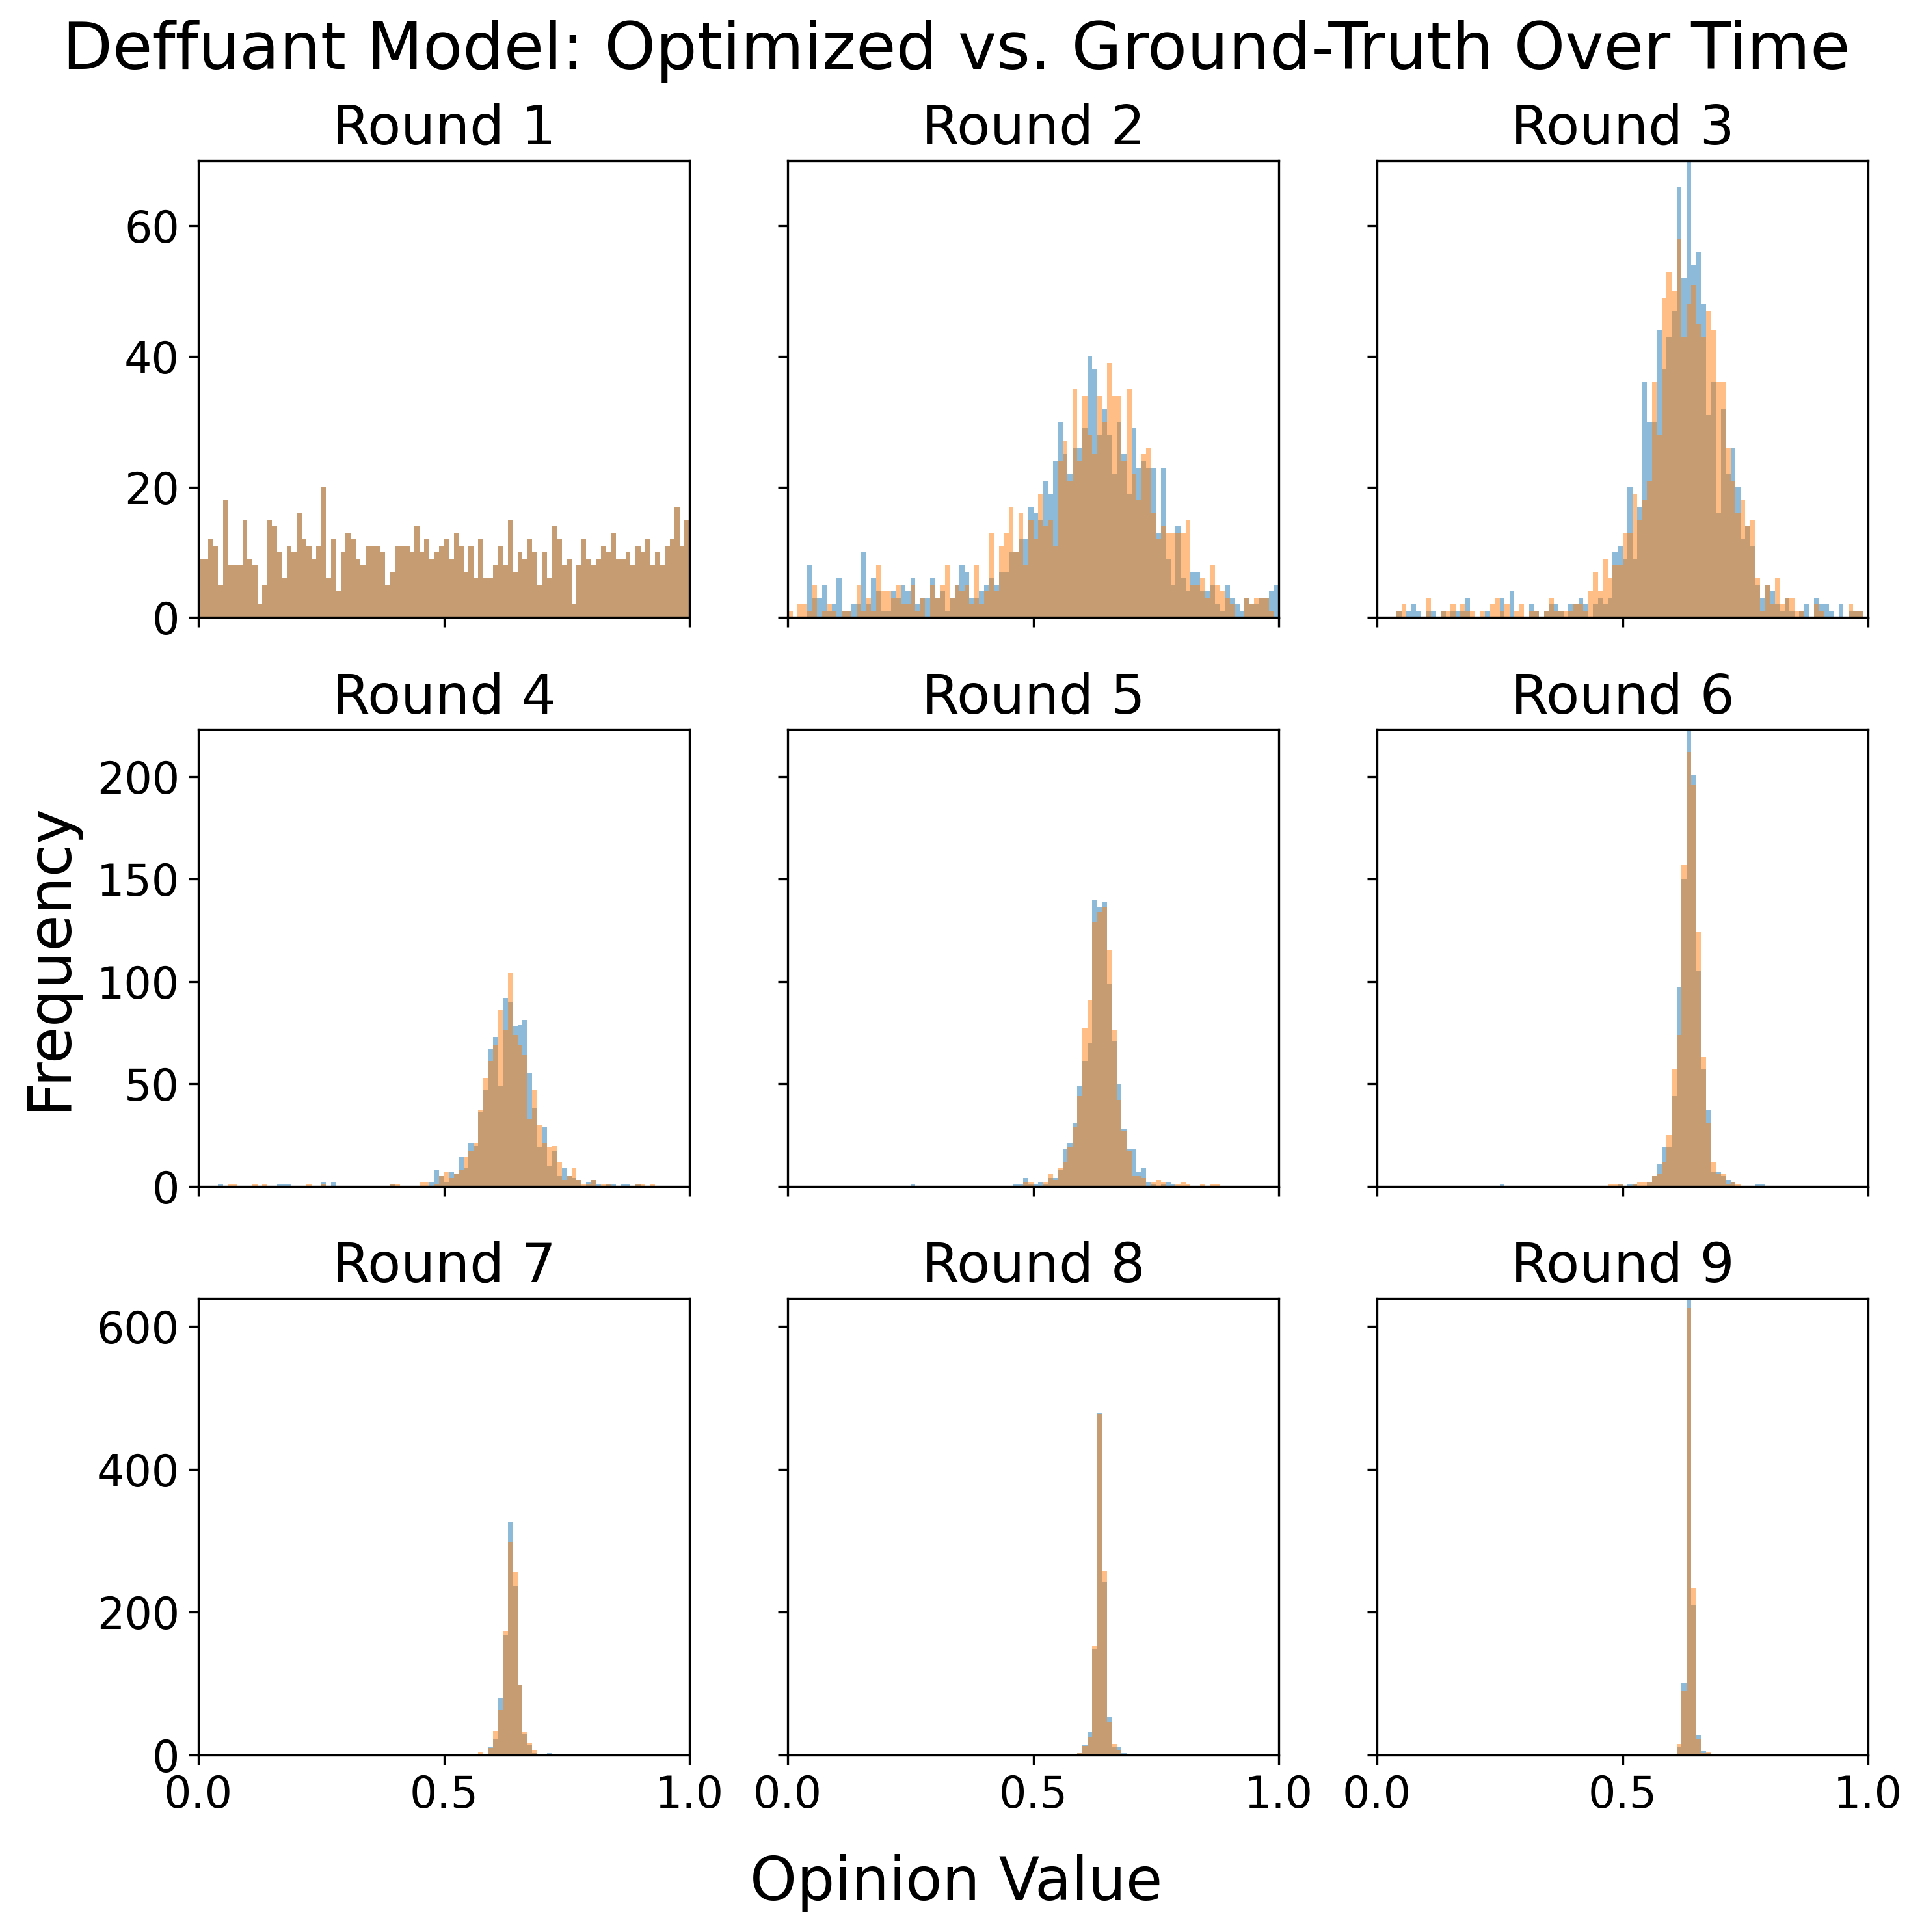 Deffuant Model: Optimized vs. Ground-Truth Over Time
Round 1
Round 2
Round 3
60
40
20
0
Round 4
Round 5
Round 6
200
150
100
50
0
Frequency
Round 7
Round 8
Round 9
600
400
200
0
0.0 0.5 1.0 0.0 0.5 1.0 0.0 0.5 1.0
Opinion Value